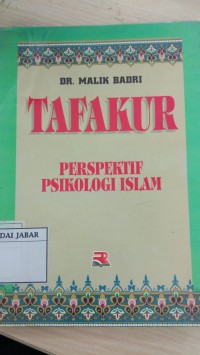 DR. MALIK BADRI
TAFAKUR
PERSPEKTIF
PSIKOLOGI ISLAM
DAI JABAR